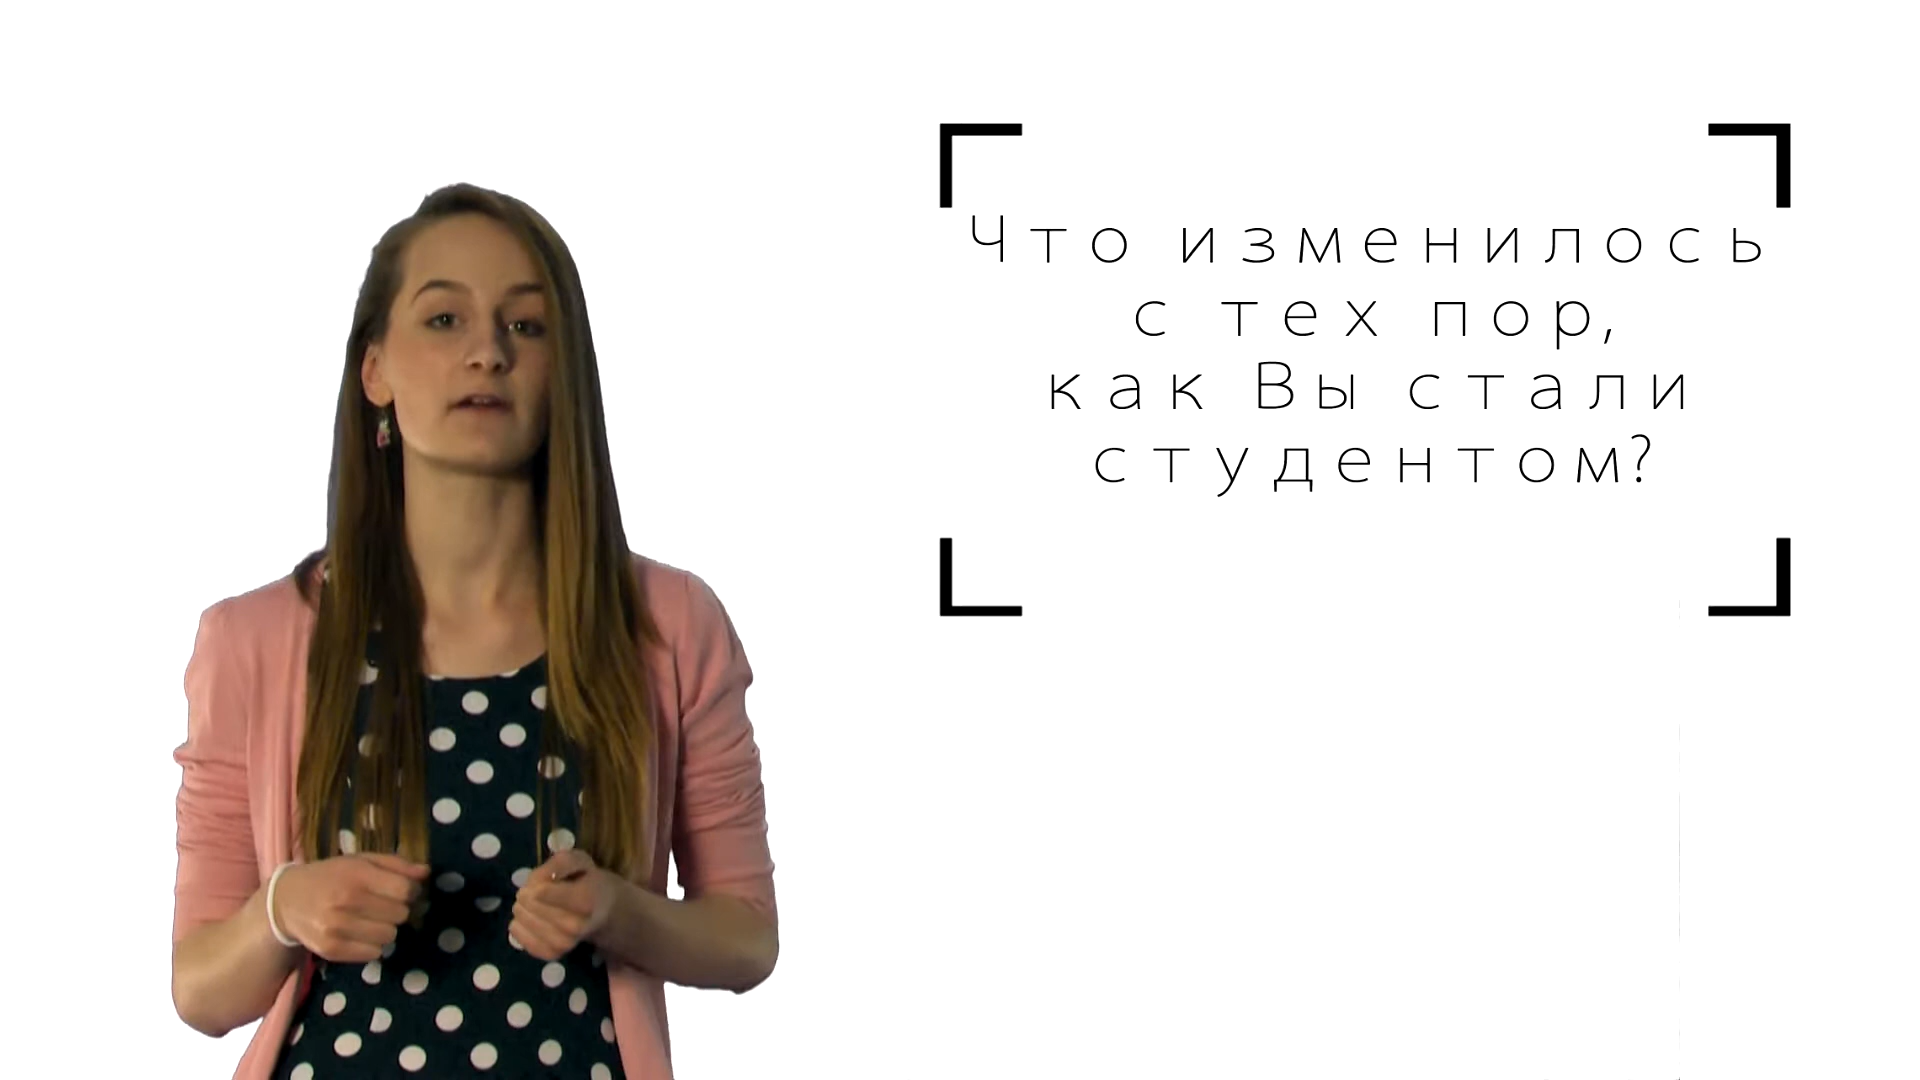 Что изменилось
с тех пор,
как Вы стали
студентом?